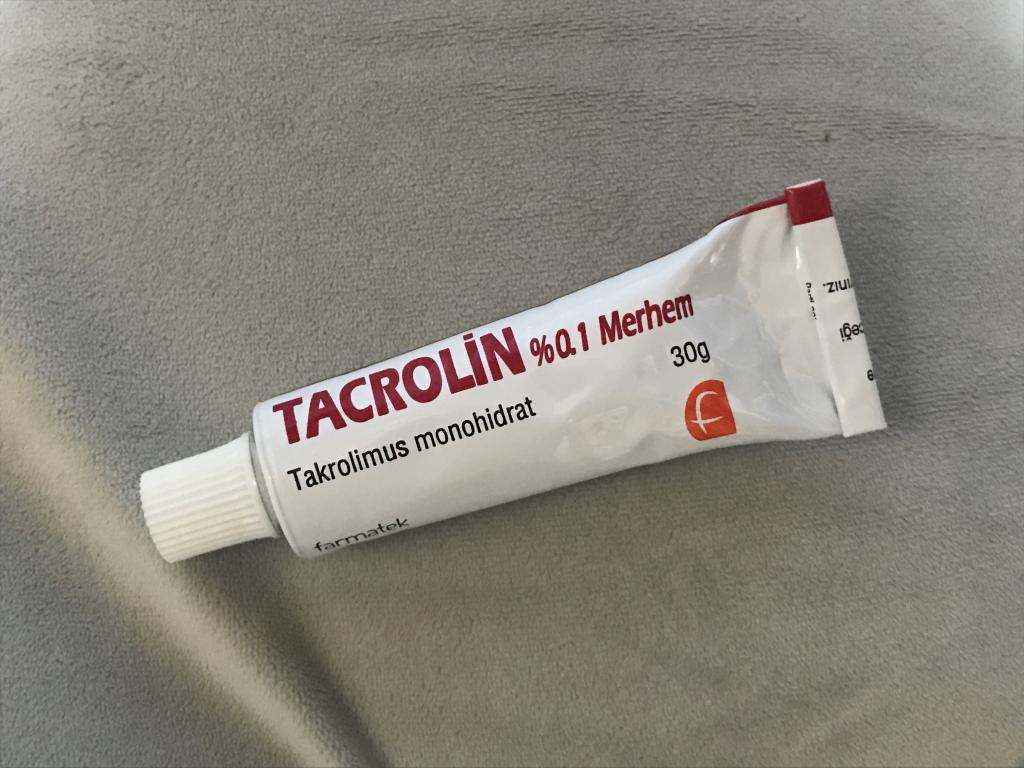 TACROLİN %0.1 Merhem
30g
Takrolimus monohidrat
farmatek
f